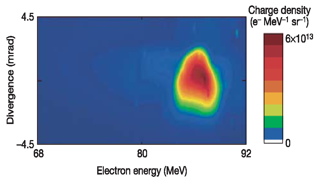 Charge density
(e⁻ MeV⁻¹ sr⁻¹)
4.5
6×10¹³
Divergence (mrad)
0
−4.5
68 80 92
Electron energy (MeV)